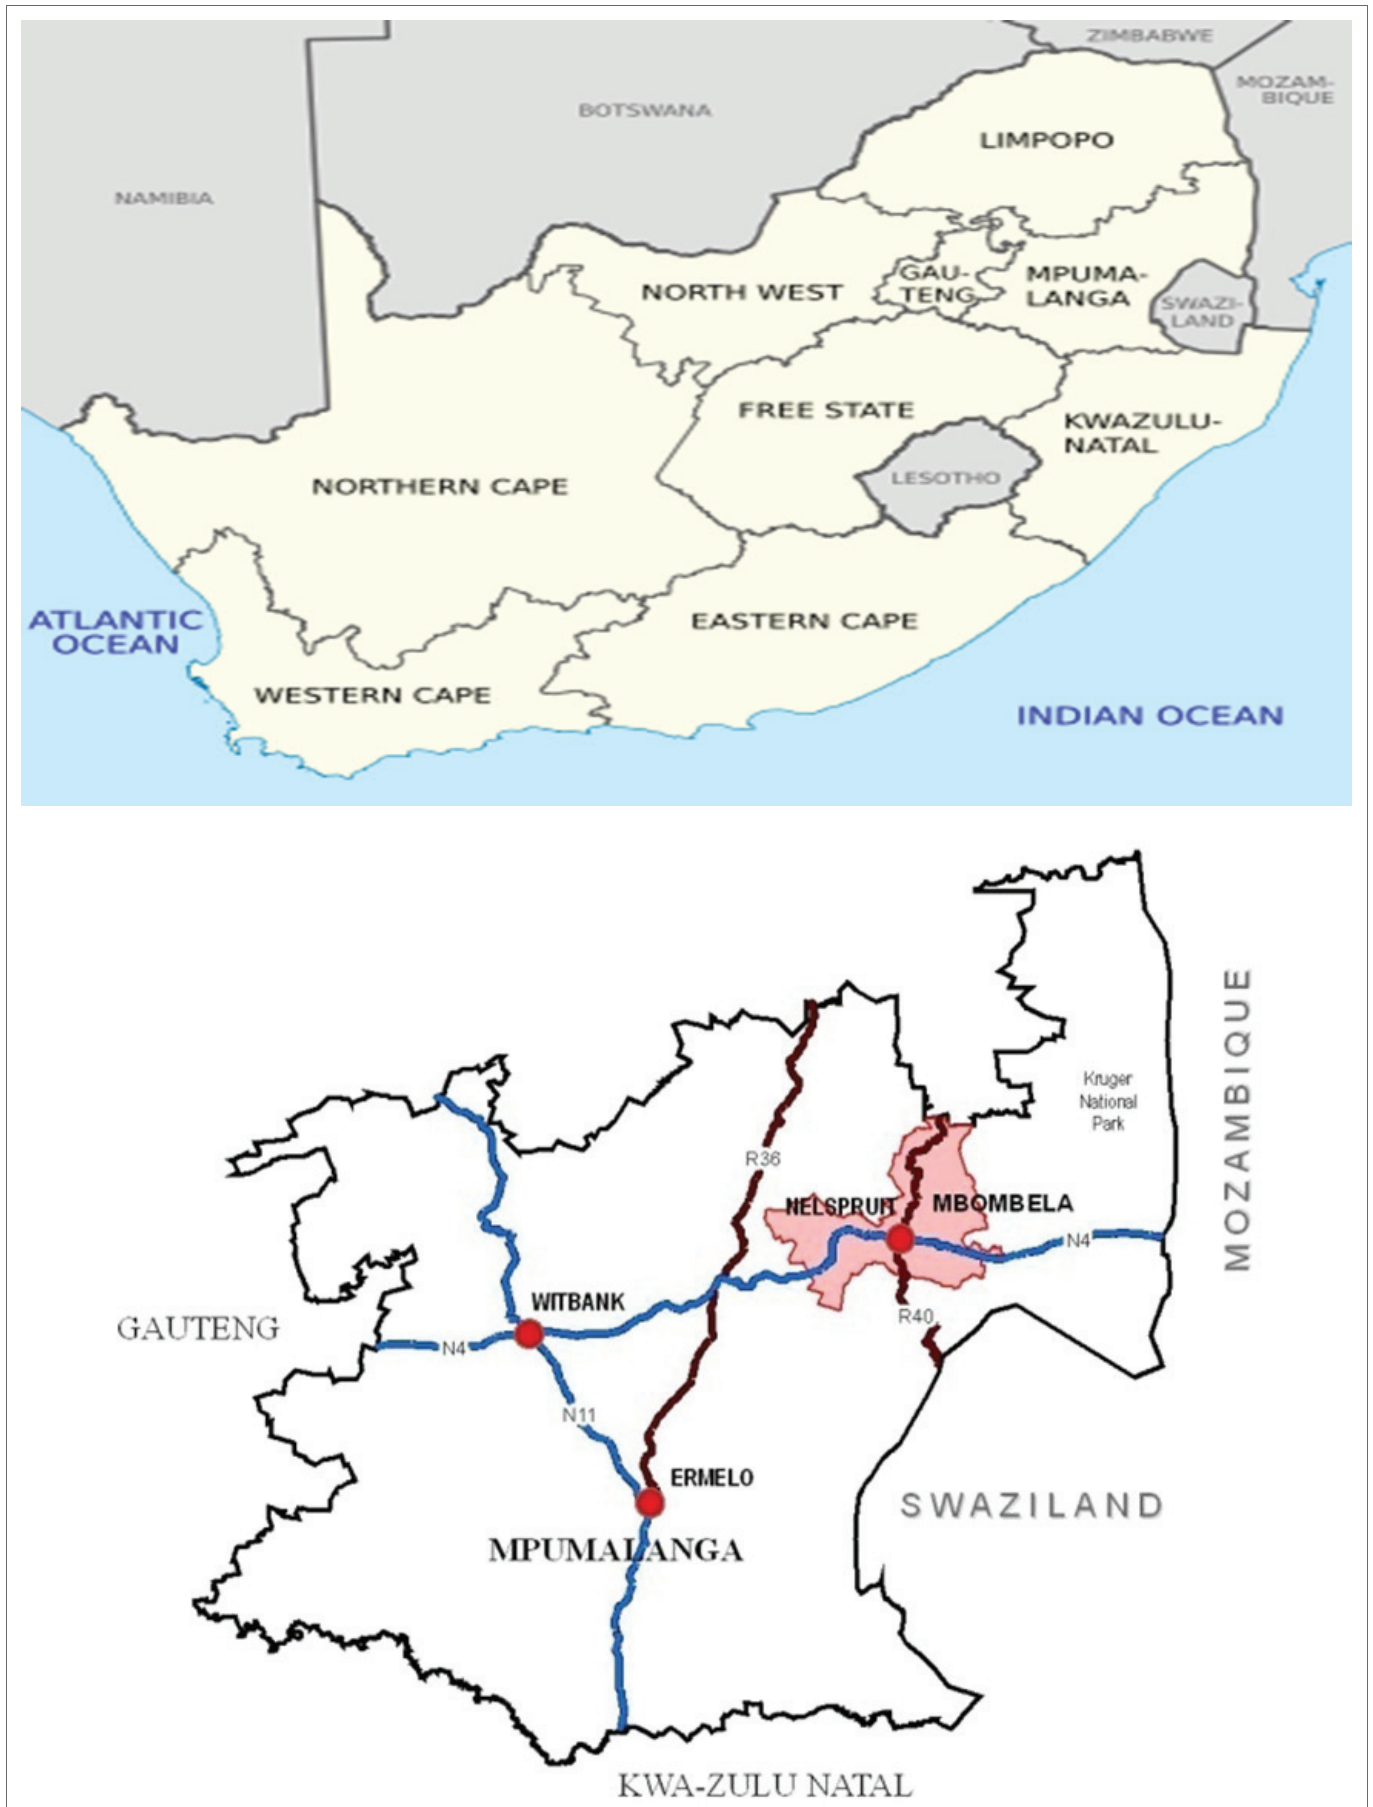 ZIMBABWE
MOZAM-
BIQUE
BOTSWANA
LIMPOPO
NAMIBIA
NORTH WEST
GAU-
TENG
MPUMA-
LANGA
SWAZI-
LAND
FREE STATE
KWAZULU-
NATAL
LESOTHO
NORTHERN CAPE
ATLANTIC
OCEAN
EASTERN CAPE
WESTERN CAPE
INDIAN OCEAN
MOZAMBIQUE
Kruger
National
Park
R36
NELSPRUIT
MBOMBELA
N4
WITBANK
GAUTENG
R40
N4
N11
ERMELO
SWAZILAND
MPUMALANGA
KWA-ZULU NATAL